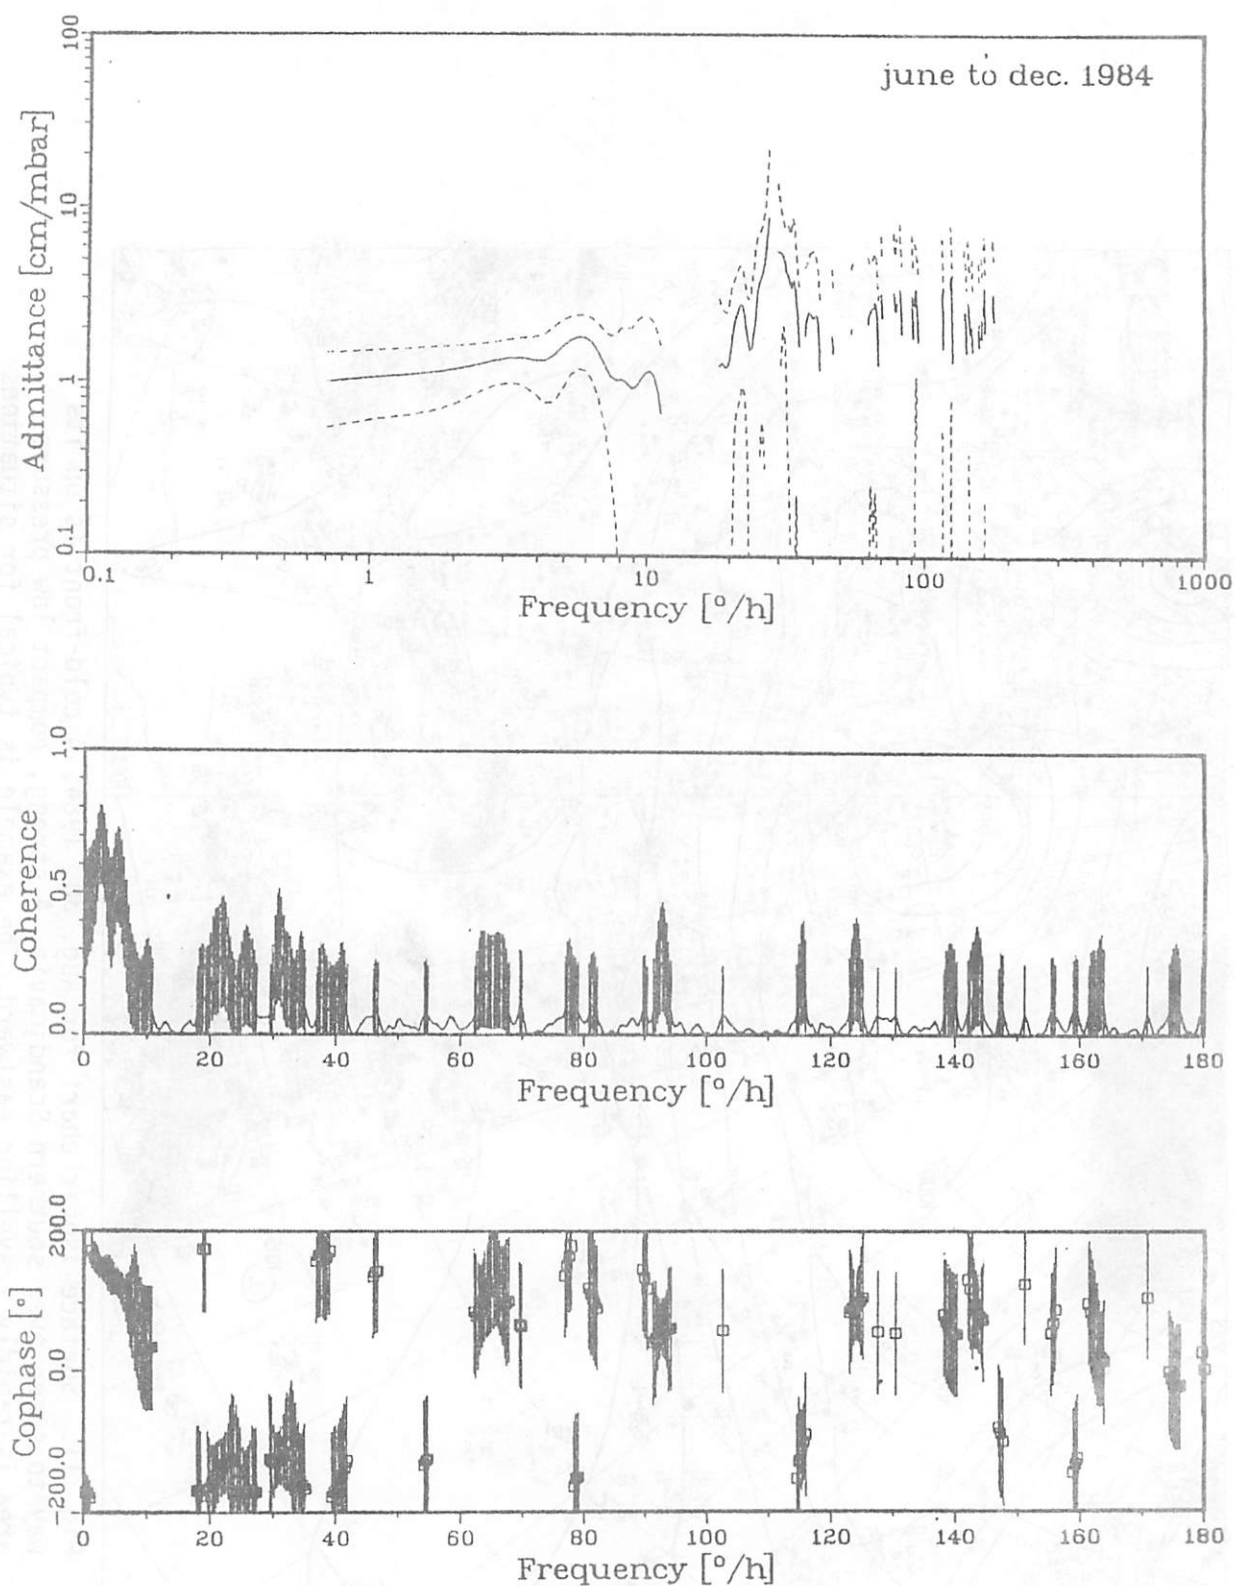 june to dec. 1984
Admittance [cm/mbar]
100
10
1
0.1
0.1 1 10 100 1000
Frequency [°/h]
Coherence
1.0
0.5
0.0
0 20 40 60 80 100 120 140 160 180
Frequency [°/h]
Cophase [°]
200.0
0.0
-200.0
0 20 40 60 80 100 120 140 160 180
Frequency [°/h]